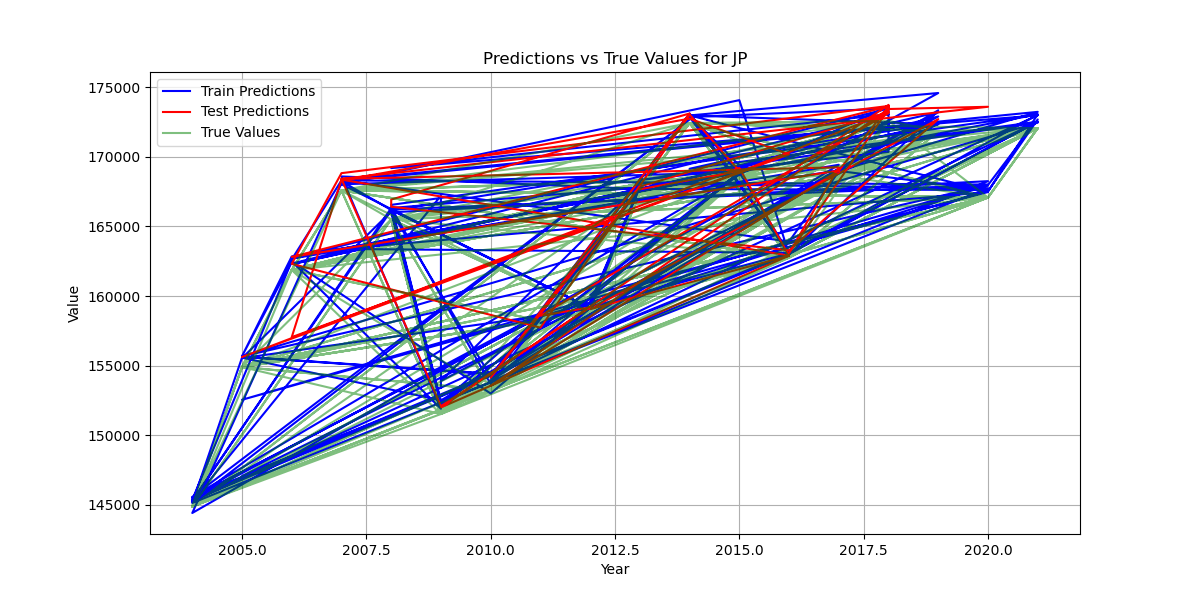 Predictions vs True Values for JP
Train Predictions
Test Predictions
True Values
175000
170000
165000
160000
155000
150000
145000
Value
2005.0
2007.5
2010.0
2012.5
2015.0
2017.5
2020.0
Year